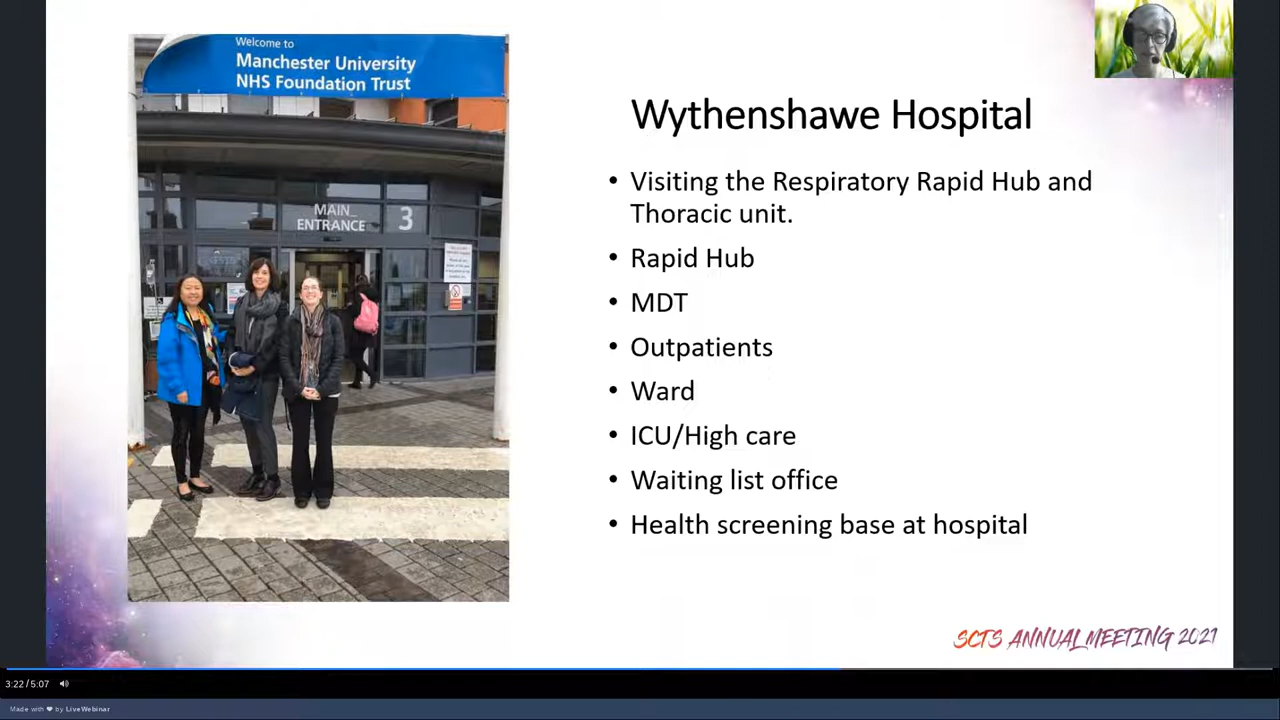 Welcome to
Manchester University
NHS Foundation Trust
MAIN
ENTRANCE
3
Wythenshawe Hospital
• Visiting the Respiratory Rapid Hub and
Thoracic unit.
• Rapid Hub
• MDT
• Outpatients
• Ward
• ICU/High care
• Waiting list office
• Health screening base at hospital
SCTS ANNUAL MEETING 2021
3:22/5:07
Made with ❤ by LiveWebinar